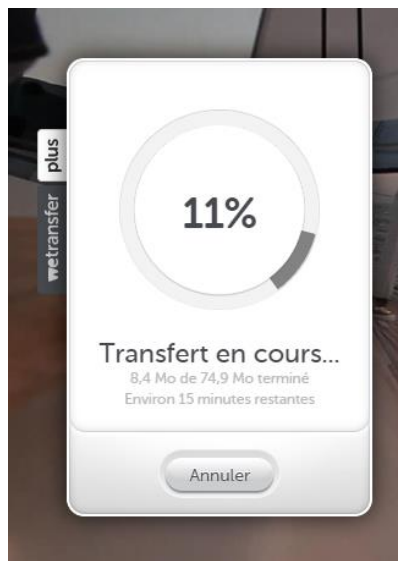 wetransfer plus
11%
Transfert en cours...
8,4 Mo de 74,9 Mo terminé
Environ 15 minutes restantes
Annuler